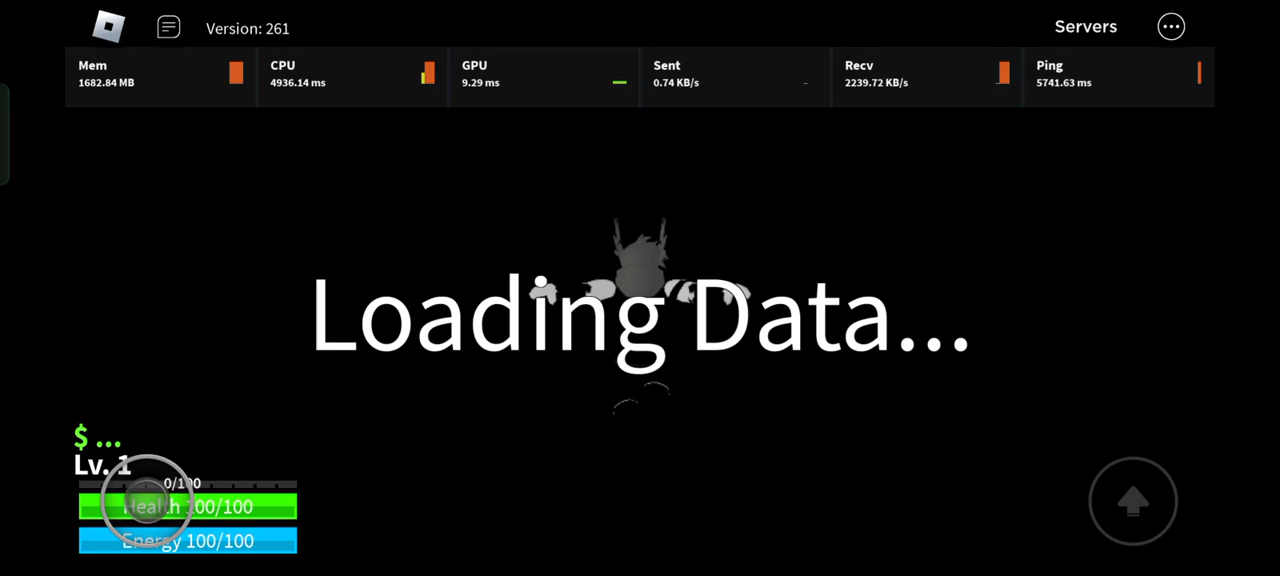 Version: 261
Servers
Mem
1682.84 MB
CPU
4936.14 ms
GPU
9.29 ms
Sent
0.74 KB/s
Recv
2239.72 KB/s
Ping
5741.63 ms
Loading Data...
$ ...
Lv. 1
0/100
Health 100/100
Energy 100/100